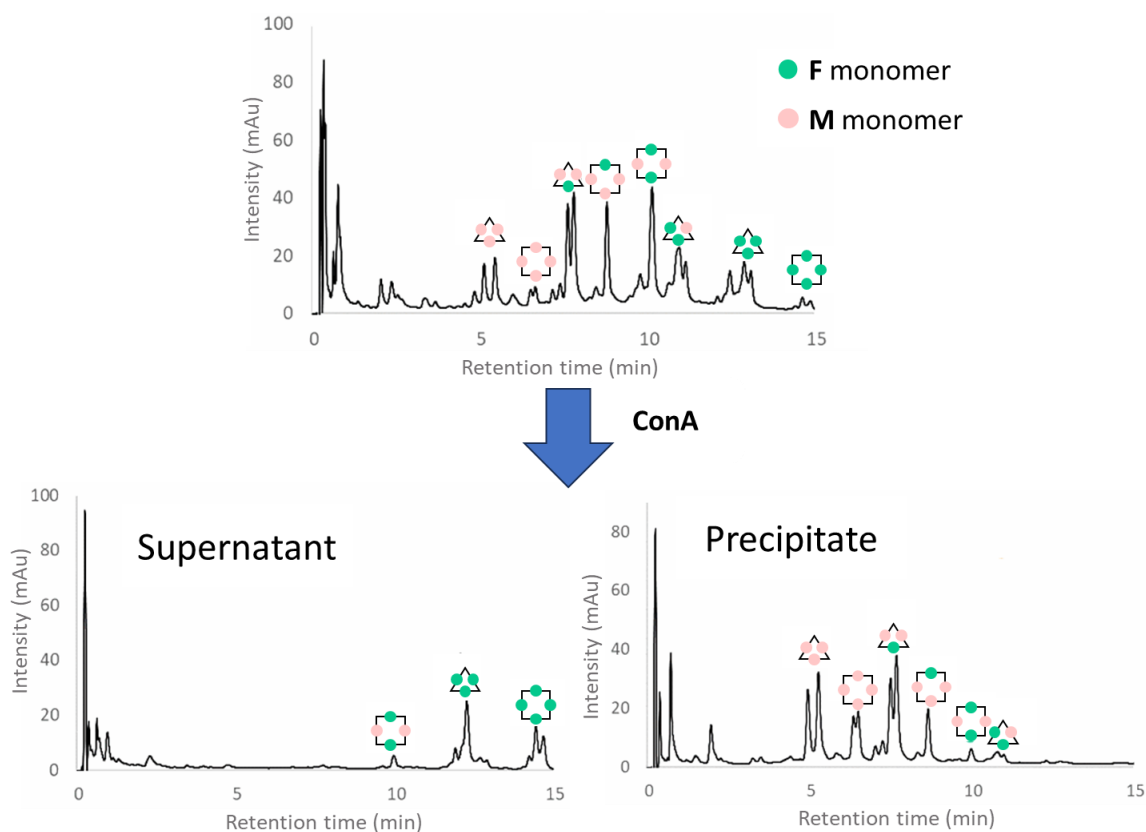 100
80
60
40
20
0
Intensity (mAu)
0 5 10 15
Retention time (min)
F monomer
M monomer
ConA
Supernatant
100
80
60
40
20
0
Intensity (mAu)
0 5 10 15
Retention time (min)
Precipitate
80
60
40
20
0
Intensity (mAu)
0 5 10 15
Retention time (min)